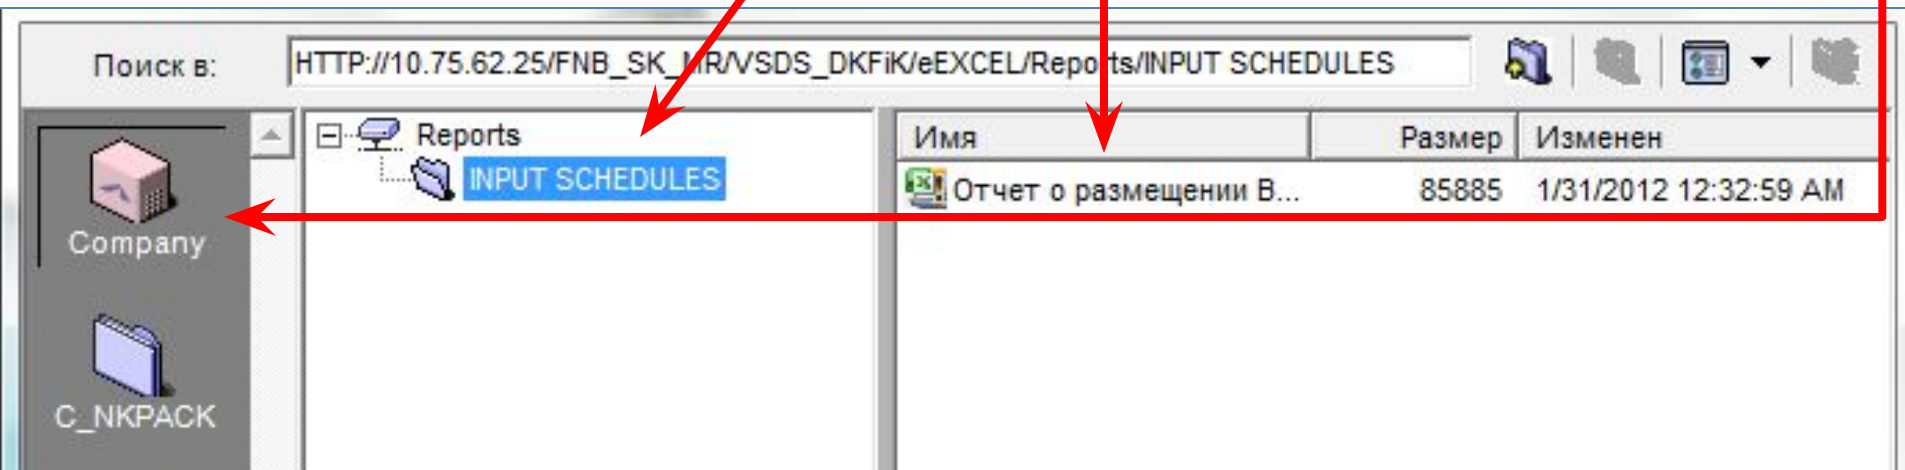 Поиск в: HTTP://10.75.62.25/FNB_SK_MR/VSDS_DKFiK/eEXCEL/Reports/INPUT SCHEDULES
Company
C_NKPACK
Reports
INPUT SCHEDULES
Имя Размер Изменен
Отчет о размещении В... 85885 1/31/2012 12:32:59 AM